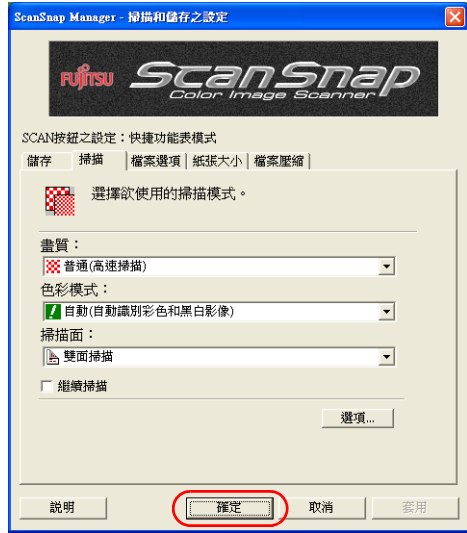 ScanSnap Manager - 掃描和儲存之設定
FUJITSU ScanSnap
Color Image Scanner
SCAN按鈕之設定：快捷功能表模式
儲存 掃描 檔案選項 紙張大小 檔案壓縮
選擇欲使用的掃描模式。
畫質：
普通(高速掃描)
色彩模式：
自動(自動識別彩色和黑白影像)
掃描面：
雙面掃描
繼續掃描
選項...
説明 確定 取消 套用